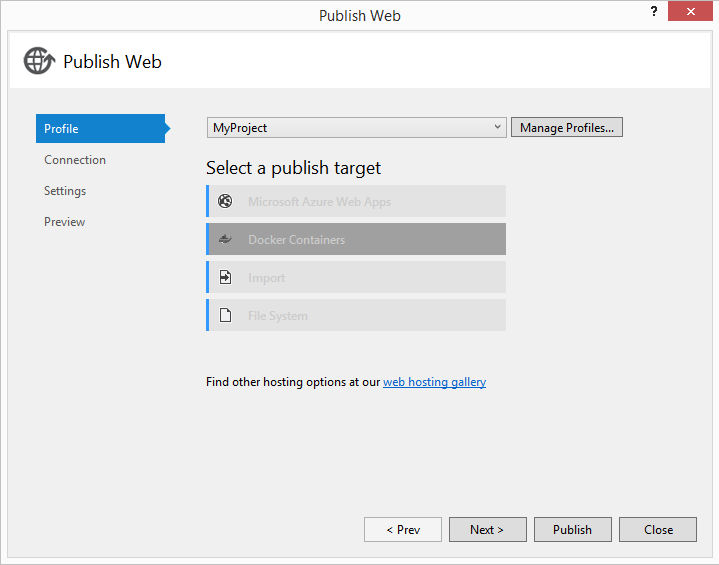 Publish Web
?
Publish Web
Profile
Connection
Settings
Preview
MyProject
Manage Profiles...
Select a publish target
Microsoft Azure Web Apps
Docker Containers
Import
File System
Find other hosting options at our web hosting gallery
< Prev
Next >
Publish
Close